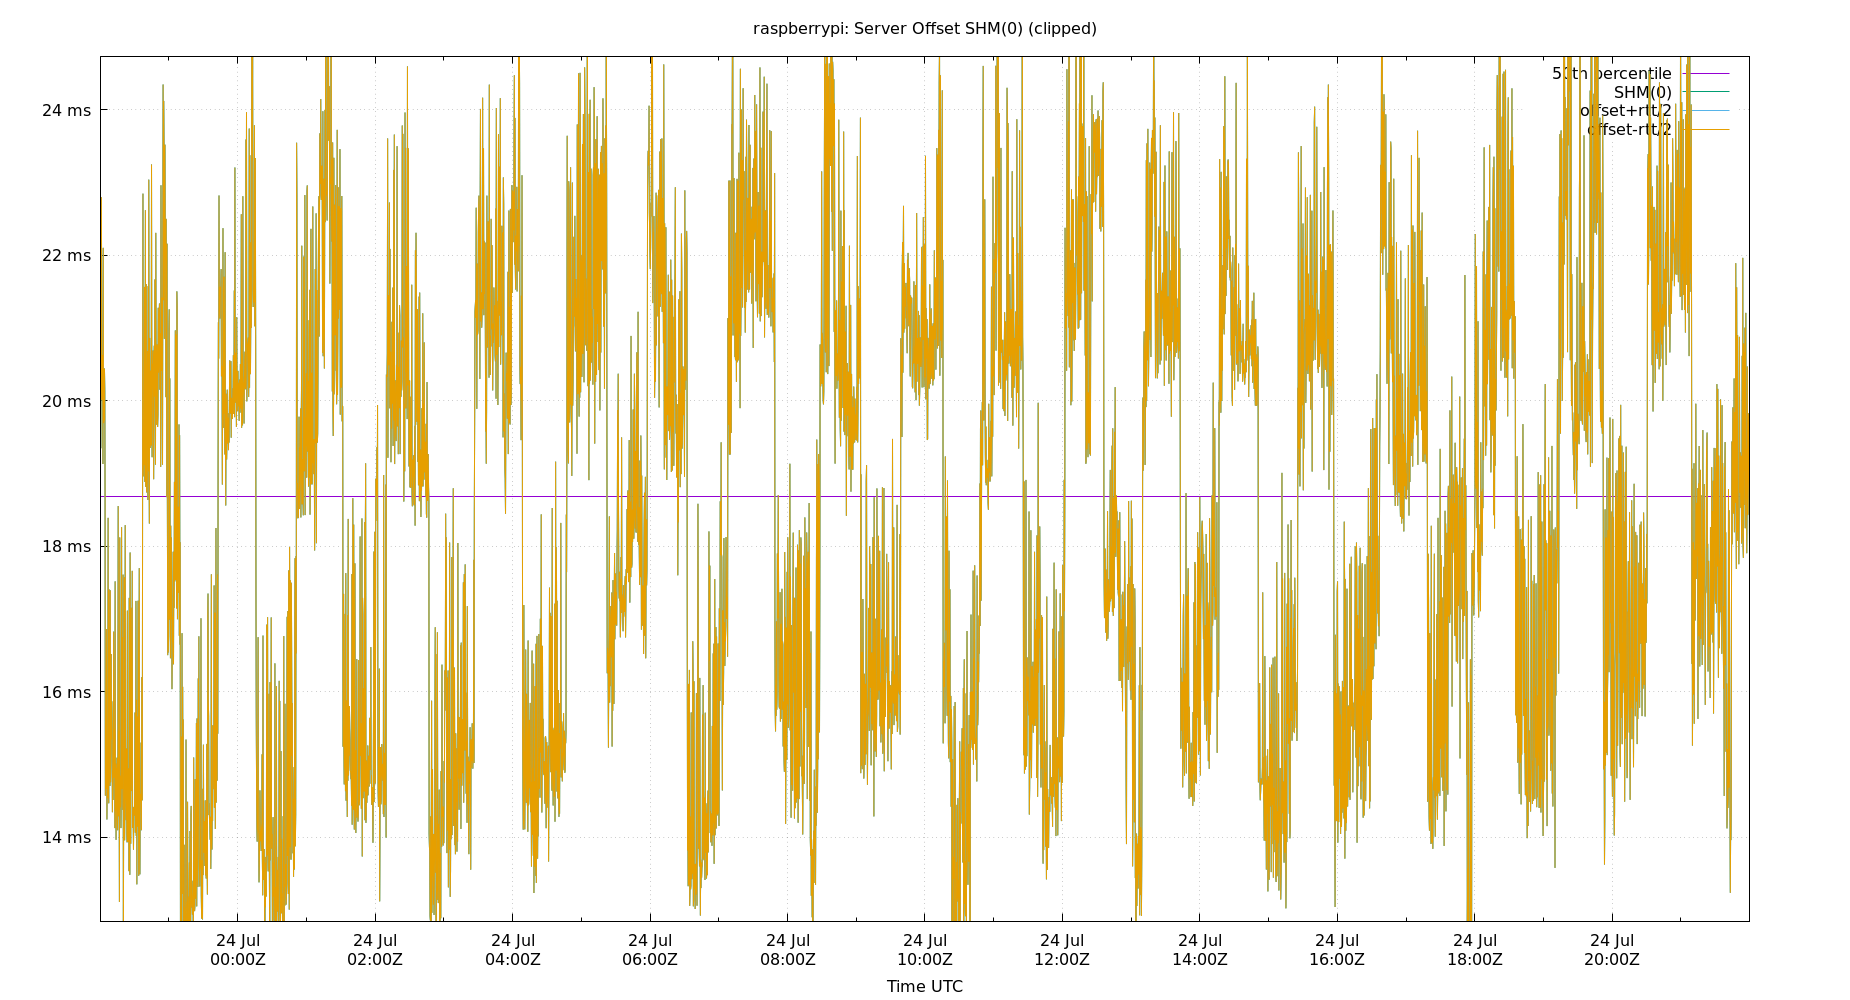 raspberrypi: Server Offset SHM(0) (clipped)
50th percentile
SHM(0)
offset+rtt/2
offset-rtt/2
24 ms
22 ms
20 ms
18 ms
16 ms
14 ms
24 Jul 24 Jul 24 Jul 24 Jul 24 Jul 24 Jul 24 Jul 24 Jul 24 Jul 24 Jul 24 Jul
00:00Z 02:00Z 04:00Z 06:00Z 08:00Z 10:00Z 12:00Z 14:00Z 16:00Z 18:00Z 20:00Z
Time UTC